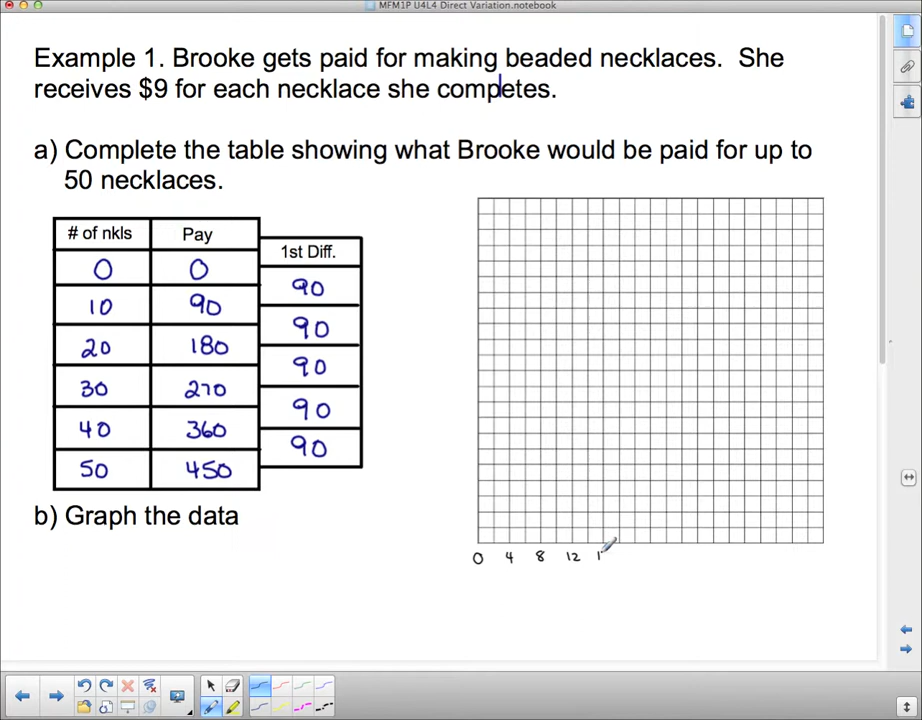 MFM1P U4L4 Direct Variation.notebook
Example 1. Brooke gets paid for making beaded necklaces. She
receives $9 for each necklace she competes.
a) Complete the table showing what Brooke would be paid for up to
50 necklaces.
# of nkls Pay 1st Diff.
0 0
90
10 90
90
20 180
90
30 270
90
40 360
90
50 450
b) Graph the data
0 4 8 12 1